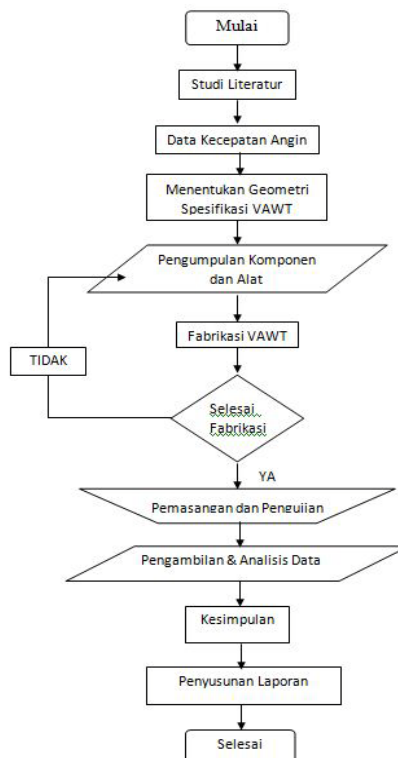 Mulai
Studi Literatur
Data Kecepatan Angin
Menentukan Geometri
Spesifikasi VAWT
Pengumpulan Komponen
dan Alat
Fabrikasi VAWT
TIDAK
Selesai
Fabrikasi
YA
Pemasangan dan Pengujian
Pengambilan & Analisis Data
Kesimpulan
Penyusunan Laporan
Selesai